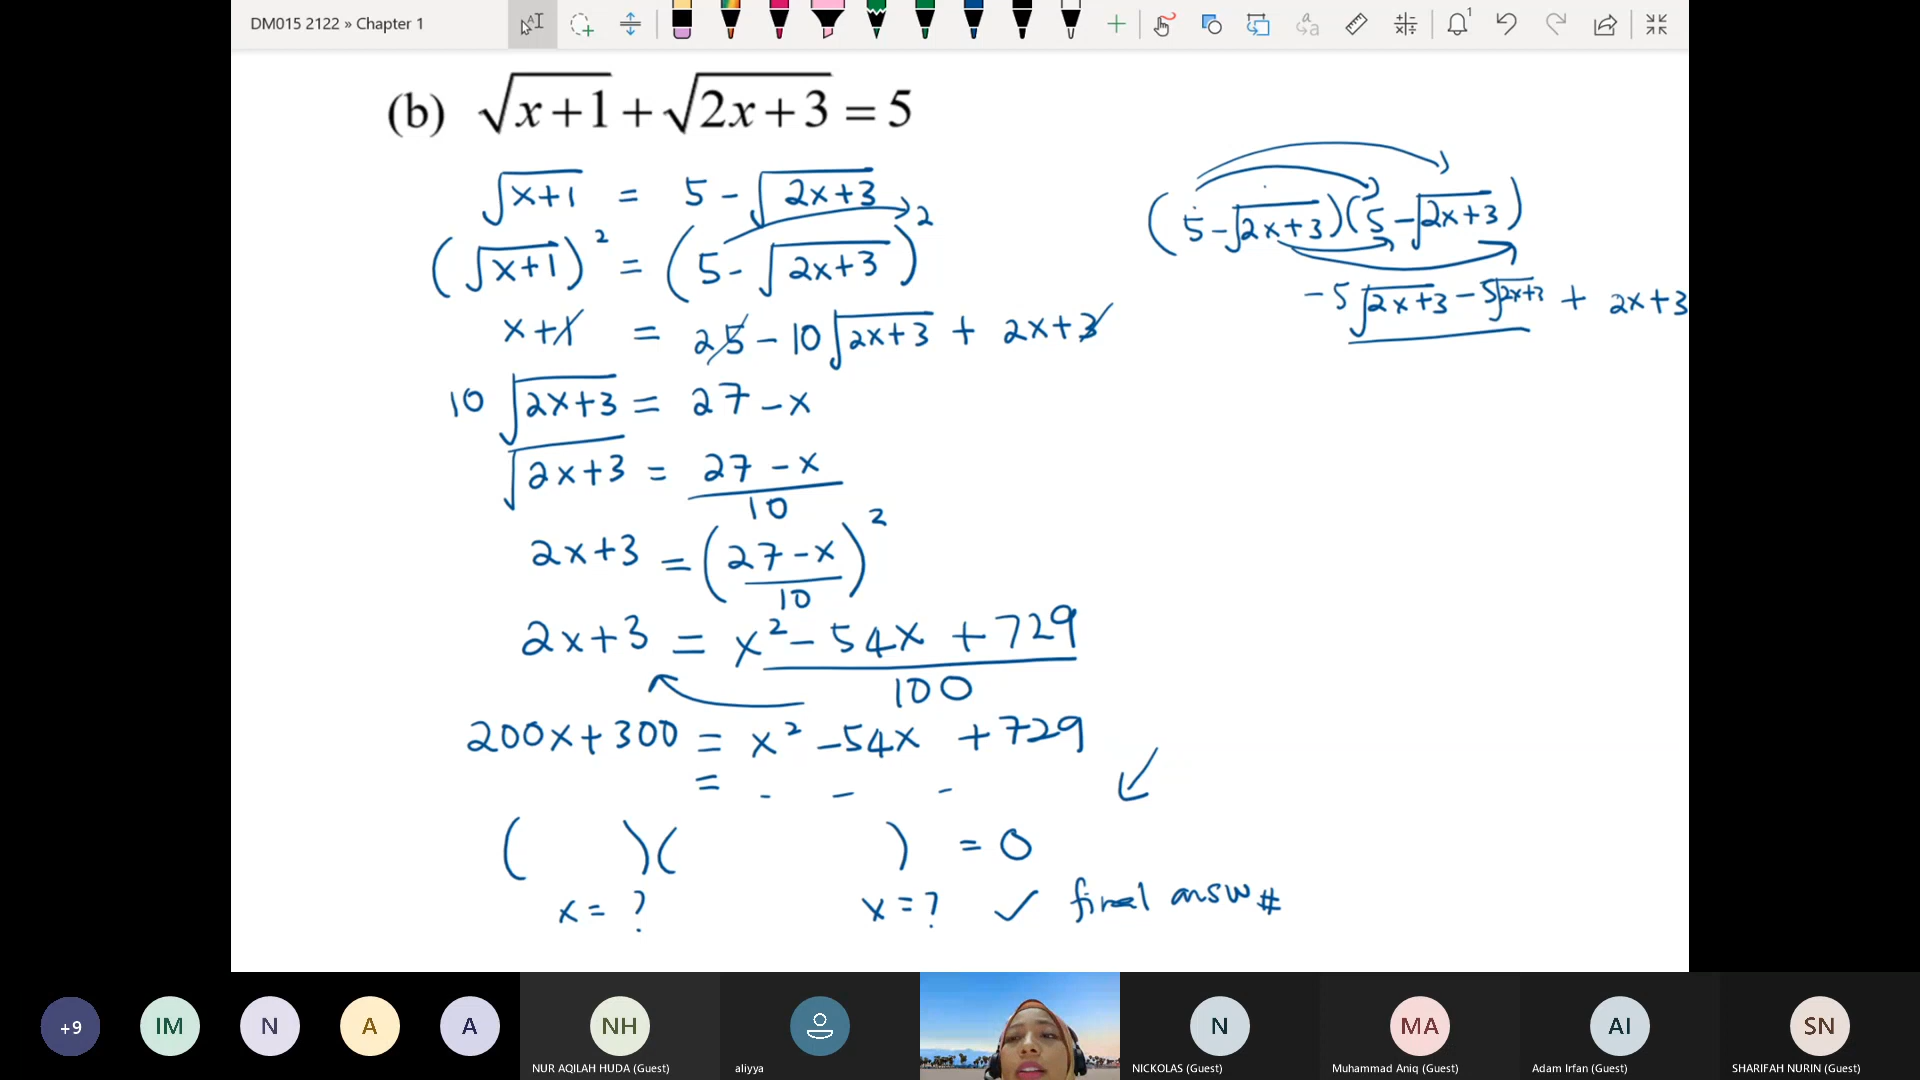 DM015 2122 » Chapter 1
(b) √(x+1) + √(2x+3) = 5
√(x+1) = 5 - √(2x+3)
(√(x+1))² = (5 - √(2x+3))²
x+1 = 25 - 10√(2x+3) + 2x+3
10√(2x+3) = 27 - x
√(2x+3) = (27 - x)/10
2x+3 = ((27 - x)/10)²
2x+3 = (x² - 54x + 729)/100
200x + 300 = x² - 54x + 729
= - - -
(      )(      ) = 0
x = ?   x = ? ✓ final answ #
(5 - √(2x+3))(5 - √(2x+3))
-5√(2x+3) - 5√(2x+3) + 2x+3
+9
IM
N
A
A
NH
NUR AQILAH HUDA (Guest)
aliyya
N
NICKOLAS (Guest)
MA
Muhammad Aniq (Guest)
AI
Adam Irfan (Guest)
SN
SHARIFAH NURIN (Guest)